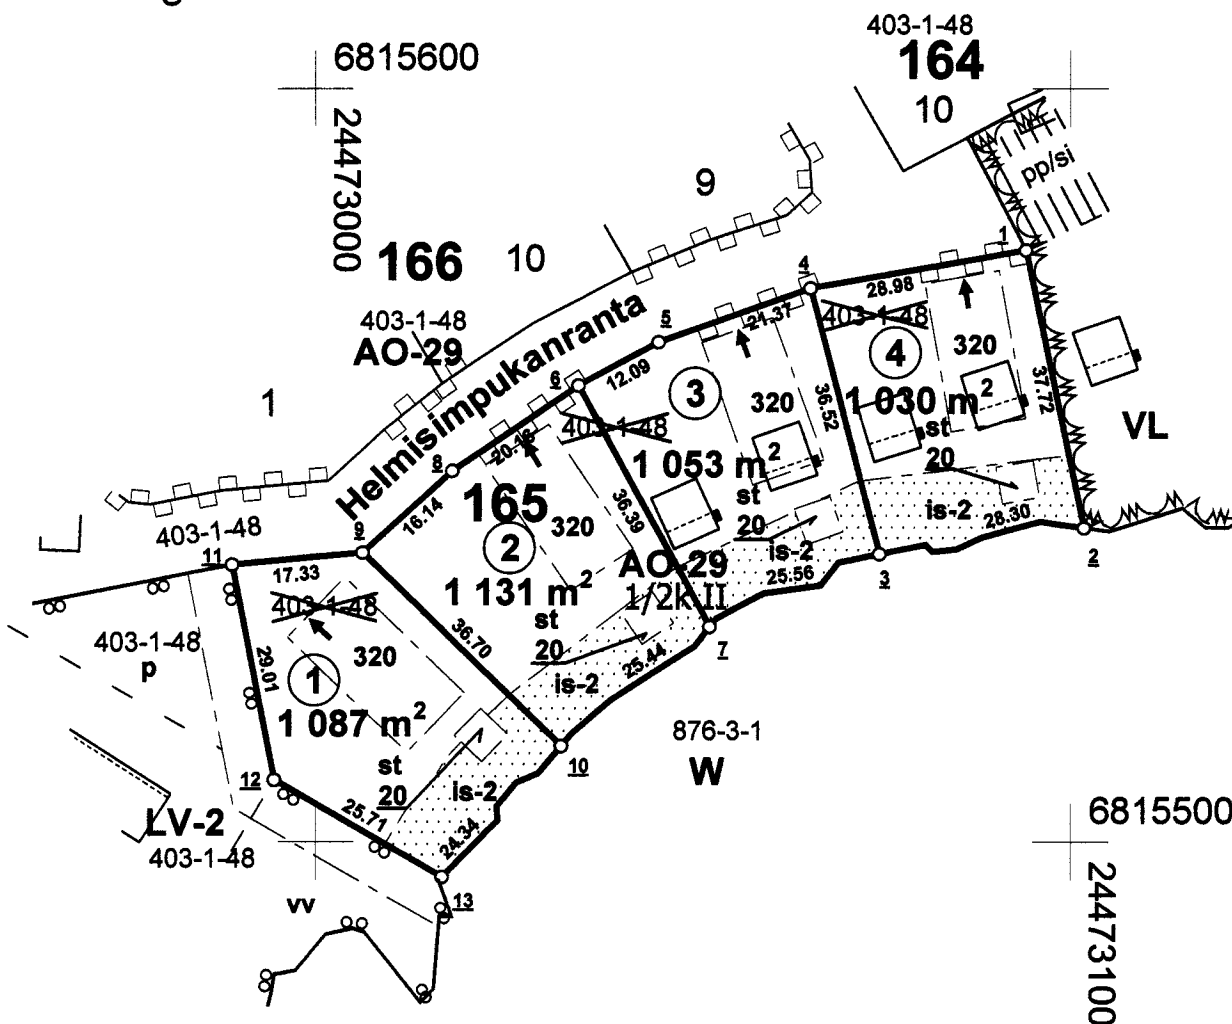 403-1-48
164
10
6815600
24473000
pp/si
9
1
166
10
4
28.98
403-1-48
5
21.37
403-1-48
AO-29
Helmisimpukanranta
4
320
3
37.72
6
12.09
36.52
1 030 m²
1
320
VL
403-1-48
st
20
1 053 m²
8
20.16
st
20
165
36.39
is-2
28.30
2
403-1-48
16.14
320
2
9
is-2
3
11
AO-29
25.56
17.33
1 131 m²
1/2k II
403-1-48
st
20
7
403-1-48
p
36.70
25.44
29.01
320
1
is-2
1 087 m²
876-3-1
W
10
st
20
12
is-2
25.71
LV-2
24.34
403-1-48
6815500
24473100
13
vv